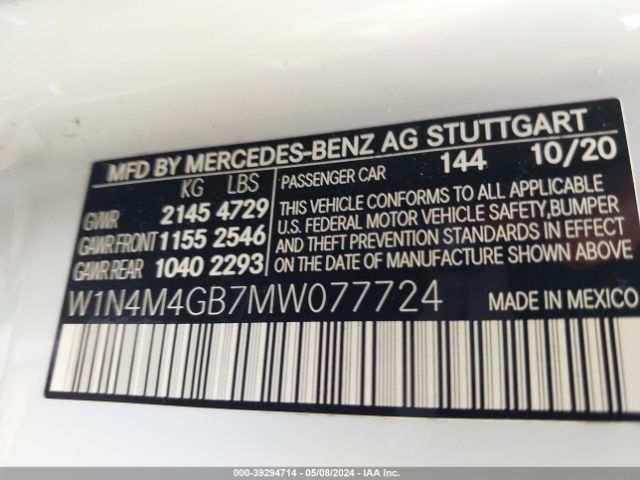 MFD BY MERCEDES-BENZ AG STUTTGART
KG LBS
GVWR 2145 4729
GAWR FRONT 1155 2546
GAWR REAR 1040 2293
PASSENGER CAR 144 10/20
THIS VEHICLE CONFORMS TO ALL APPLICABLE
U.S. FEDERAL MOTOR VEHICLE SAFETY,BUMPER
AND THEFT PREVENTION STANDARDS IN EFFECT
ON DATE OF MANUFACTURE SHOWN ABOVE
W1N4M4GB7MW077724
MADE IN MEXICO
000-39294714 - 05/08/2024 - IAA Inc.